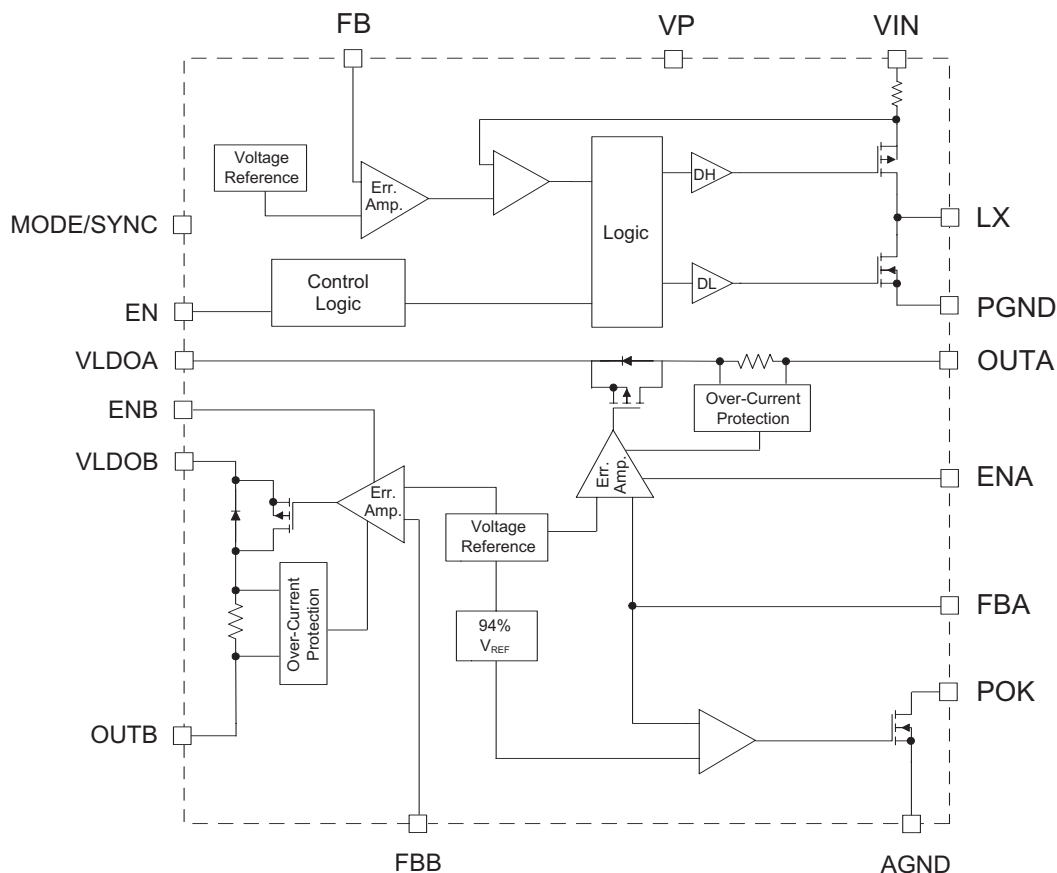 FB
VP
VIN
Voltage
Reference
Err.
Amp.
DH
MODE/SYNC
LX
Logic
Control
Logic
DL
EN
PGND
VLDOA
OUTA
Over-Current
Protection
ENB
VLDOB
Err.
Amp.
ENA
Err.
Amp.
Voltage
Reference
Over-Current
Protection
FBA
94%
VREF
POK
OUTB
FBB
AGND